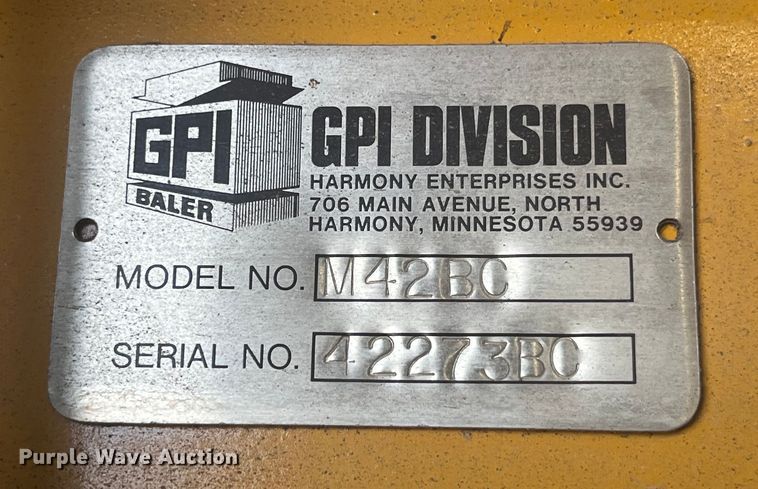 GPI
BALER
GPI DIVISION
HARMONY ENTERPRISES INC.
706 MAIN AVENUE, NORTH
HARMONY, MINNESOTA 55939
MODEL NO. M42BC
SERIAL NO. 42273BC
Purple Wave Auction